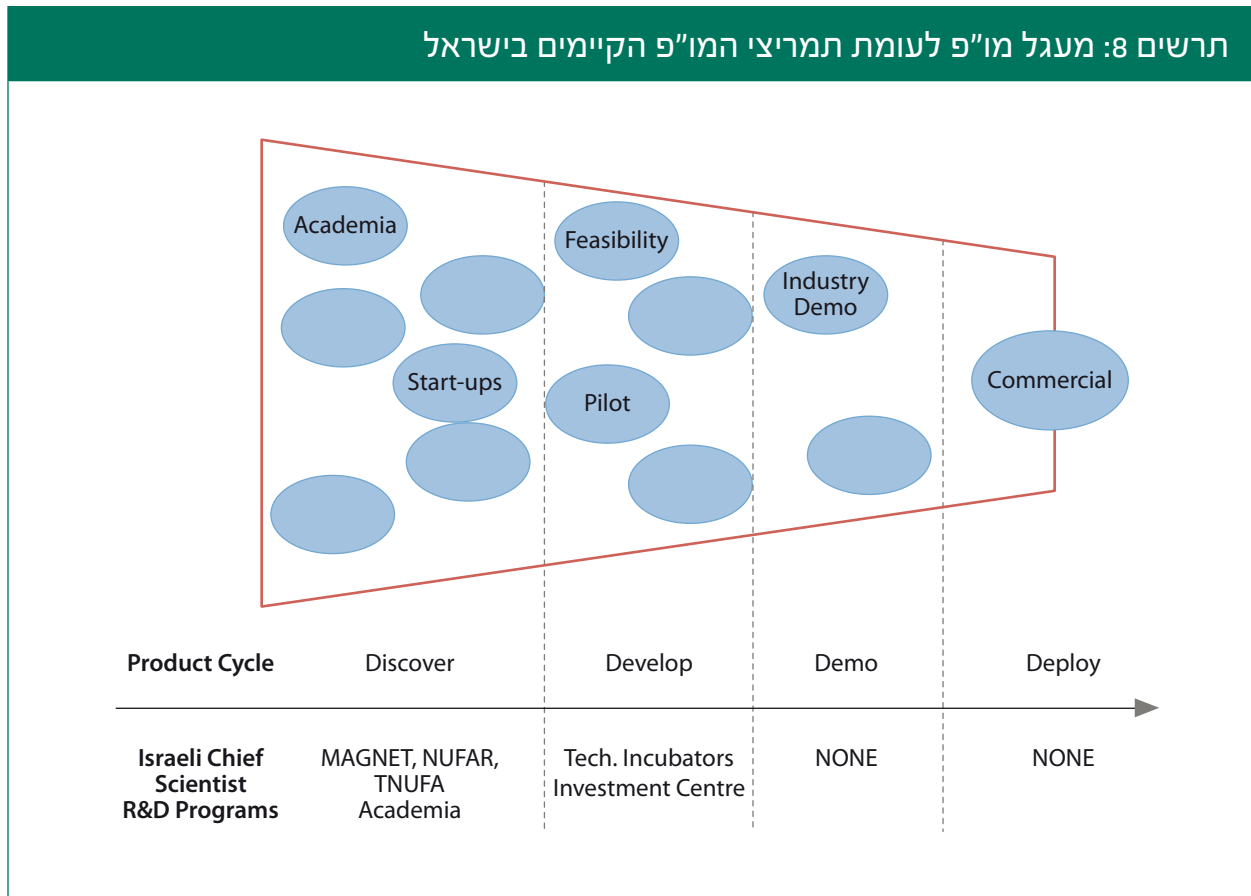 תרשים 8: מעגל מו"פ לעומת תמריצי המו"פ הקיימים בישראל
Academia
Feasibility
Industry
Demo
Start-ups
Pilot
Commercial
Product Cycle
Discover
Develop
Demo
Deploy
Israeli Chief
Scientist
R&D Programs
MAGNET, NUFAR,
TNUFA
Academia
Tech. Incubators
Investment Centre
NONE
NONE